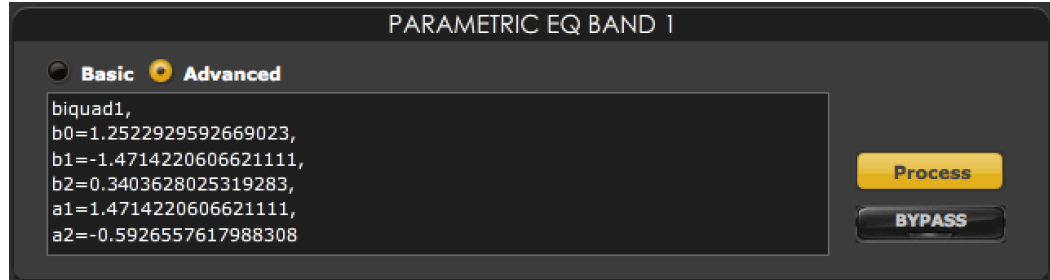 PARAMETRIC EQ BAND 1
Basic Advanced
biquad1,
b0=1.2522929592669023,
b1=-1.4714220606621111,
b2=0.3403628025319283,
a1=1.4714220606621111,
a2=-0.5926557617988308
Process
BYPASS